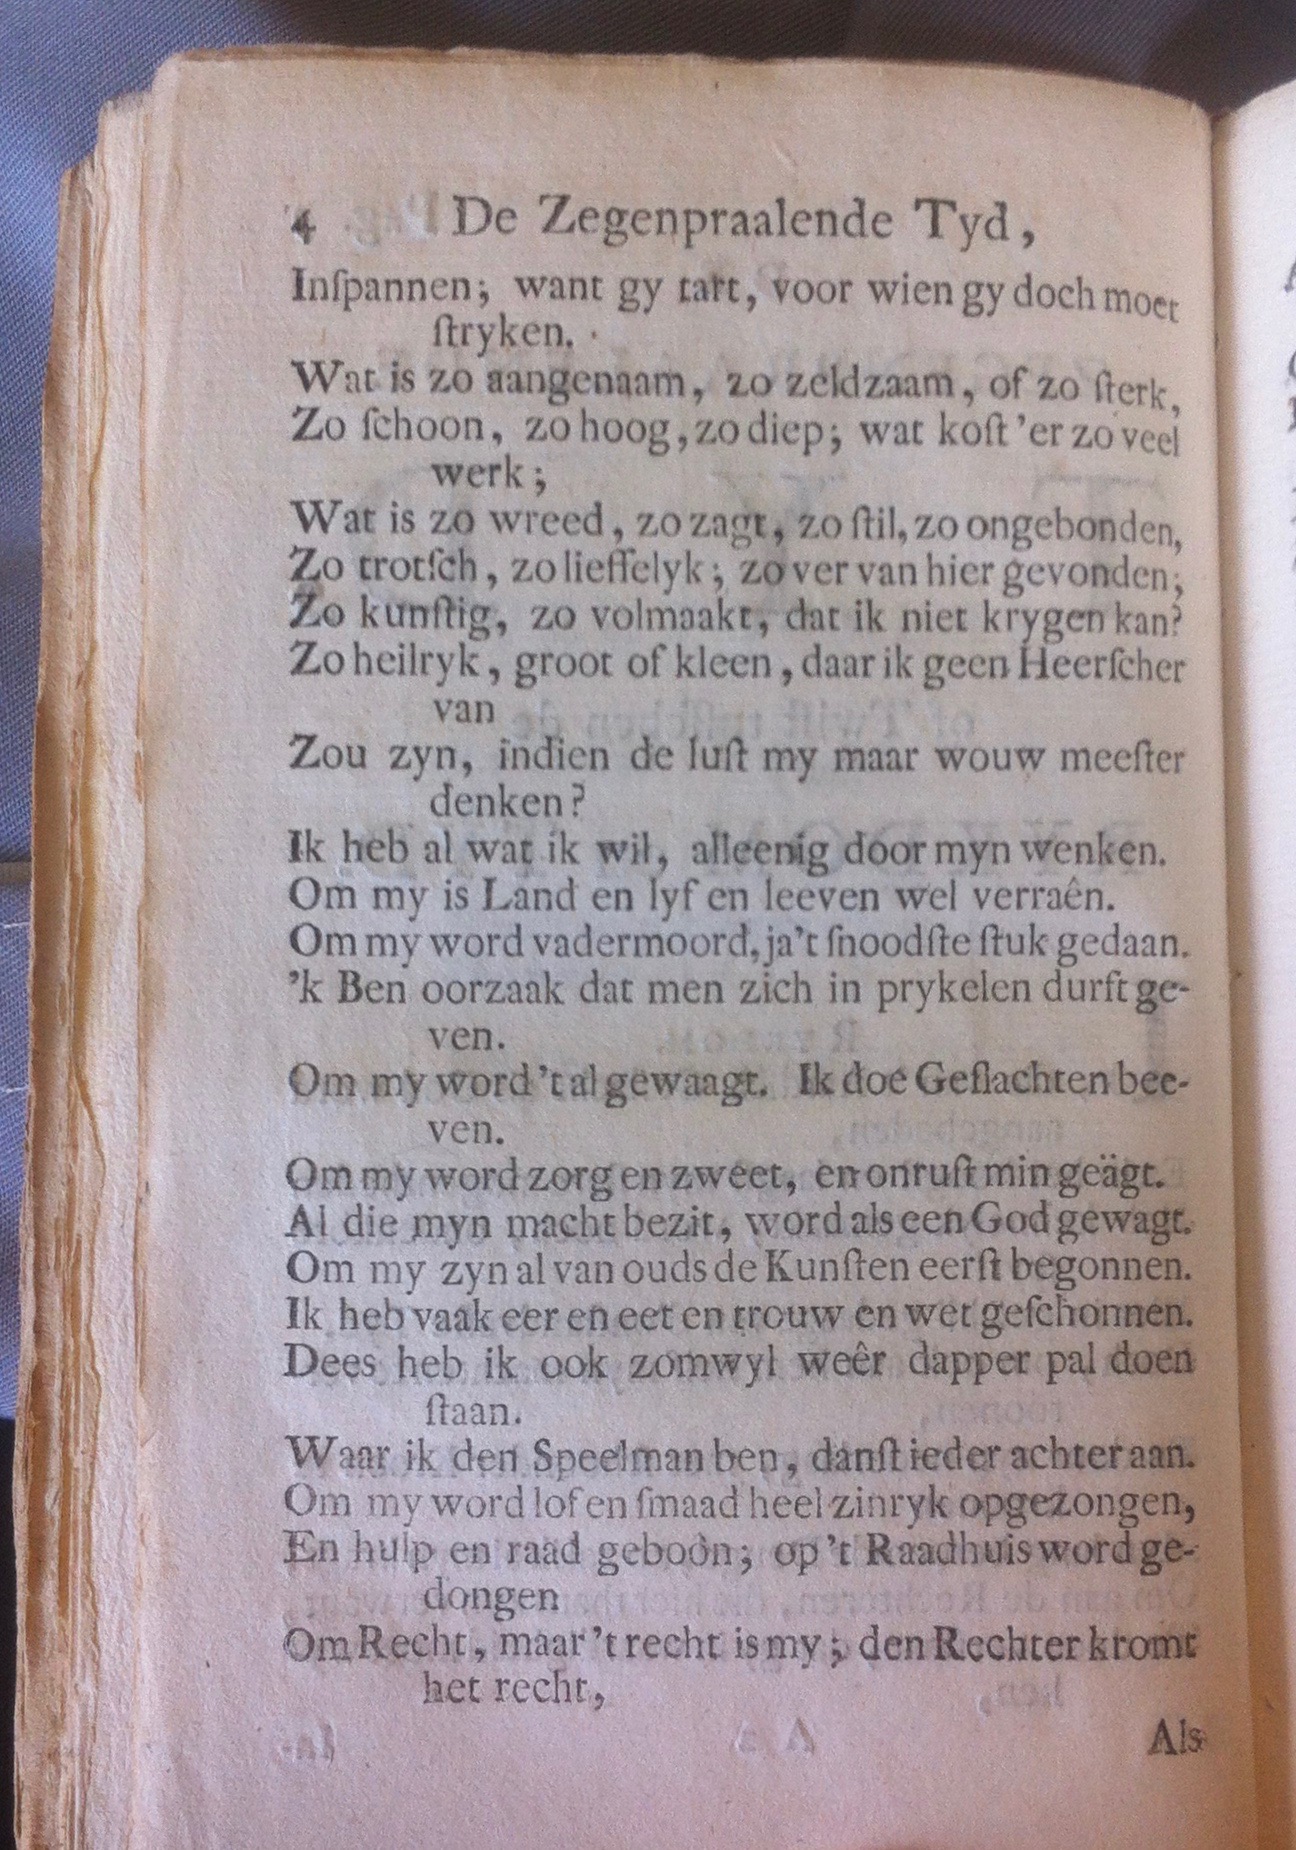 4 De Zegenpraalende Tyd,
Inſpannen; want gy tart, voor wien gy doch moet
ſtryken.
Wat is zo aangenaam, zo zeldzaam, of zo ſterk,
Zo ſchoon, zo hoog, zo diep; wat koſt 'er zo veel
werk;
Wat is zo wreed, zo zagt, zo ſtil, zo ongebonden,
Zo trotſch, zo lieffelyk; zo ver van hier gevonden;
Zo kunſtig, zo volmaakt, dat ik niet krygen kan?
Zo heilryk, groot of kleen, daar ik geen Heerſcher
van
Zou zyn, indien de luſt my maar wouw meeſter
denken?
Ik heb al wat ik wil, alleenig door myn wenken.
Om my is Land en lyf en leeven wel verraên.
Om my word vadermoord, ja 't ſnoodſte ſtuk gedaan.
'k Ben oorzaak dat men zich in prykelen durft ge-
ven.
Om my word 't al gewaagt. Ik doe Geſlachten bee-
ven.
Om my word zorg en zweet, en onruſt min geägt.
Al die myn macht bezit, word als een God gewagt.
Om my zyn al van ouds de Kunſten eerſt begonnen.
Ik heb vaak eer en eet en trouw en wet geſchonnen.
Dees heb ik ook zomwyl weêr dapper pal doen
ſtaan.
Waar ik den Speelman ben, danſt ieder achter aan.
Om my word lof en ſmaad heel zinryk opgezongen,
En hulp en raad geboôn; op 't Raadhuis word ge-
dongen
Om Recht, maar 't recht is my; den Rechter kromt
het recht,
Als